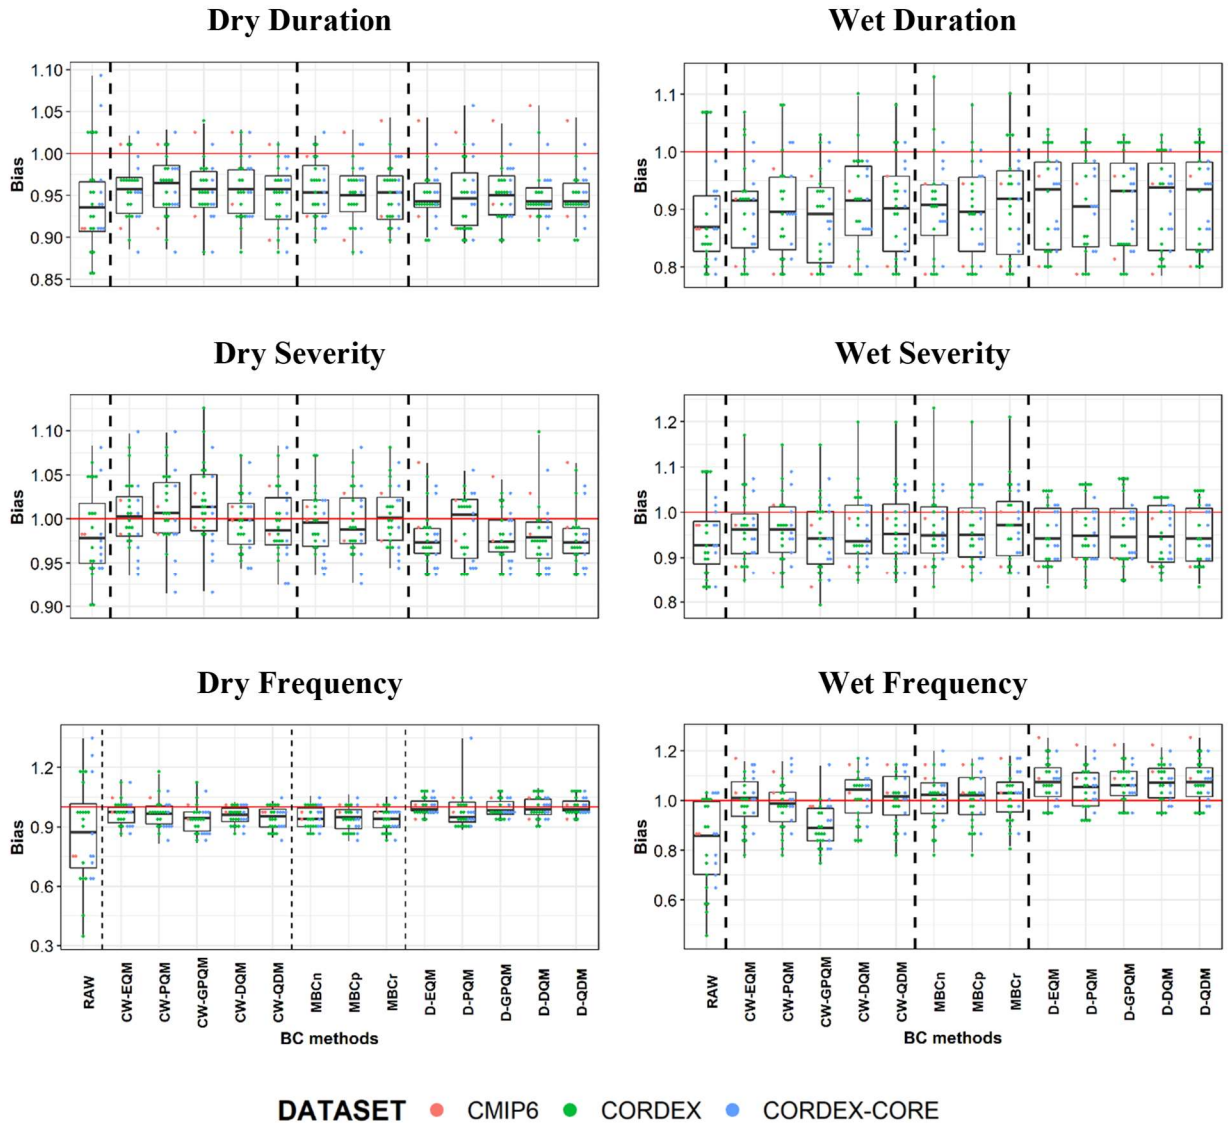 Dry Duration
Wet Duration
Bias
1.10
1.05
1.00
0.95
0.90
0.85
Bias
1.1
1.0
0.9
0.8
Dry Severity
Wet Severity
Bias
1.10
1.05
1.00
0.95
0.90
Bias
1.2
1.1
1.0
0.9
0.8
Dry Frequency
Wet Frequency
Bias
1.2
0.9
0.6
0.3
Bias
1.2
1.0
0.8
0.6
RAW
CW-EQM
CW-PQM
CW-GPQM
CW-DQM
CW-QDM
MBCn
MBCp
MBCr
D-EQM
D-PQM
D-GPQM
D-DQM
D-QDM
BC methods
RAW
CW-EQM
CW-PQM
CW-GPQM
CW-DQM
CW-QDM
MBCn
MBCp
MBCr
D-EQM
D-PQM
D-GPQM
D-DQM
D-QDM
BC methods
DATASET CMIP6 CORDEX CORDEX-CORE